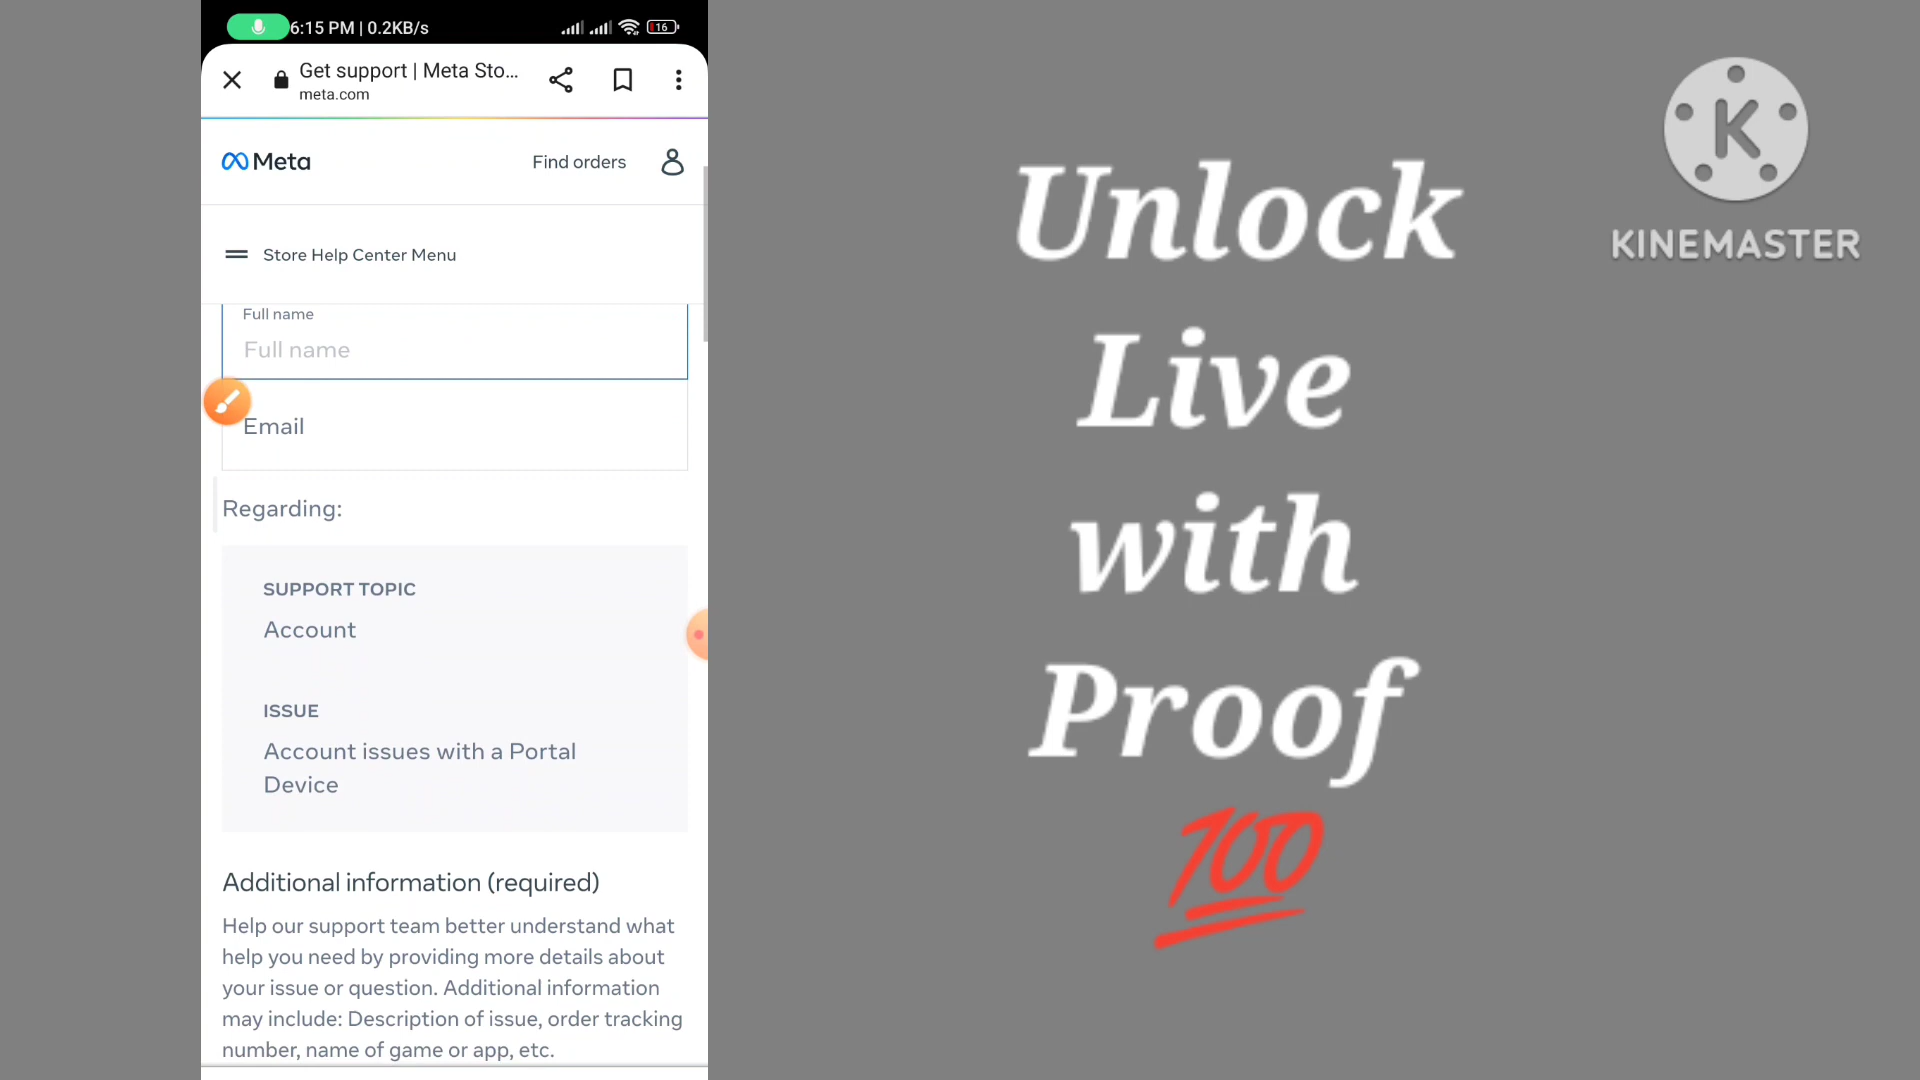 6:15 PM | 0.2KB/s
16
Get support | Meta Sto...
meta.com
Meta
Find orders
Store Help Center Menu
Full name
Full name
Email
Regarding:
SUPPORT TOPIC
Account
ISSUE
Account issues with a Portal
Device
Additional information (required)
Help our support team better understand what
help you need by providing more details about
your issue or question. Additional information
may include: Description of issue, order tracking
number, name of game or app, etc.
Unlock
Live
with
Proof
100
K
KINEMASTER